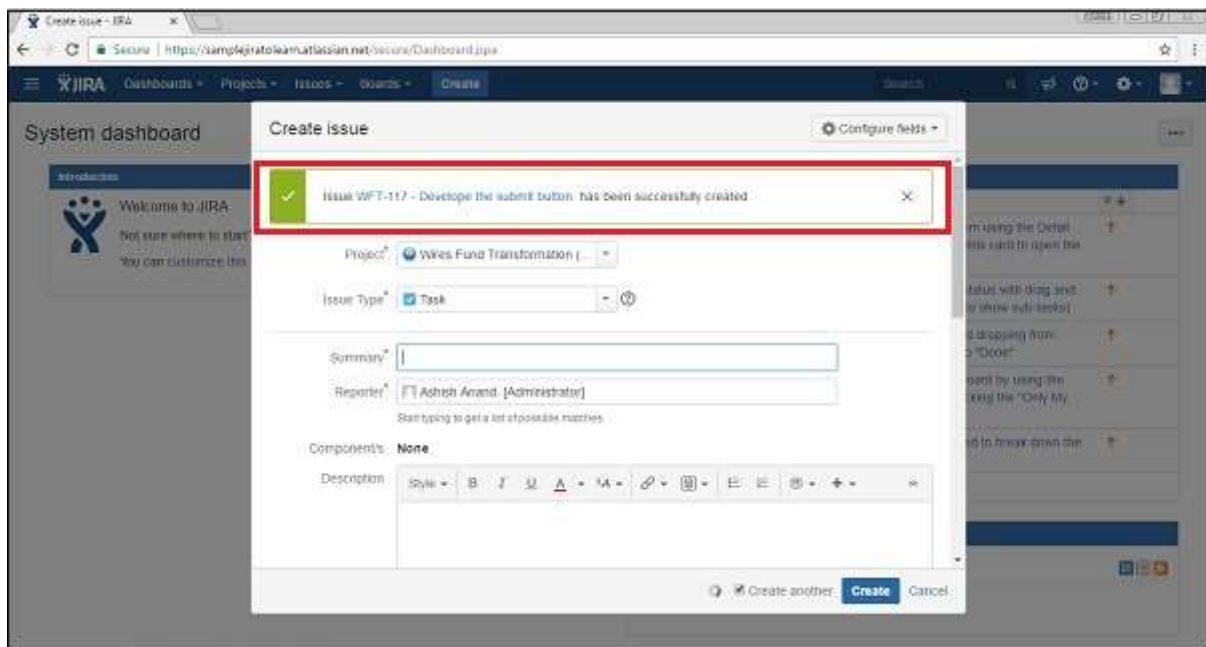 Create issue - JIRA
Secure | https://samplejiratolearn.atlassian.net/secure/Dashboard.jspa
JIRA Dashboards Projects Issues Boards Create Search
System dashboard
Create issue
Configure fields
Introduction
Issue WFT-117 - Develope the submit button has been successfully created
Welcome to JIRA
Not sure where to start?
You can customize this
Project* Wires Fund Transformation (...
Issue Type* Task
Summary*
Reporter* Ashish Anand. [Administrator]
Start typing to get a list of possible matches
Component/s None
Description
Style B I U A
m using the Detail
this card to open the
status with drag and
to show sub-tasks)
d dropping from
o "Done"
board by using the
cking the "Only My
nd to break down the
Create another Create Cancel